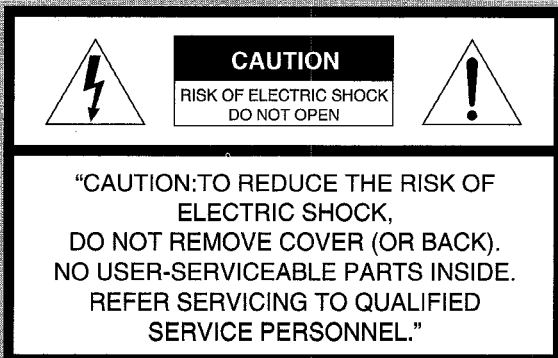 CAUTION
RISK OF ELECTRIC SHOCK
DO NOT OPEN
“CAUTION:TO REDUCE THE RISK OF
ELECTRIC SHOCK,
DO NOT REMOVE COVER (OR BACK).
NO USER-SERVICEABLE PARTS INSIDE.
REFER SERVICING TO QUALIFIED
SERVICE PERSONNEL.”